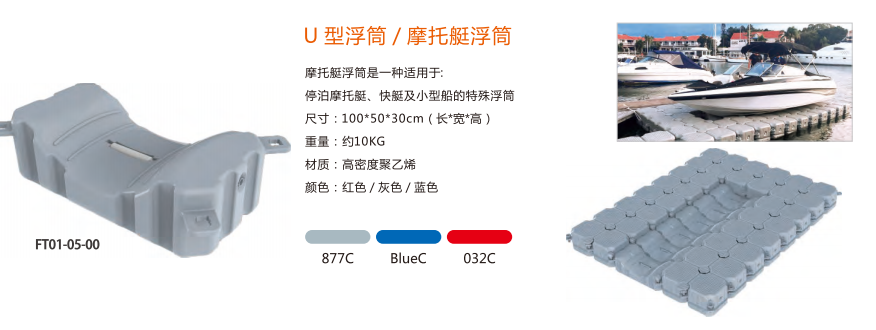 U 型浮筒 / 摩托艇浮筒
摩托艇浮筒是一种适用于:
停泊摩托艇、快艇及小型船的特殊浮筒
尺寸：100*50*30cm（长*宽*高）
重量：约10KG
材质：高密度聚乙烯
颜色：红色 / 灰色 / 蓝色
FT01-05-00
877C
BlueC
032C